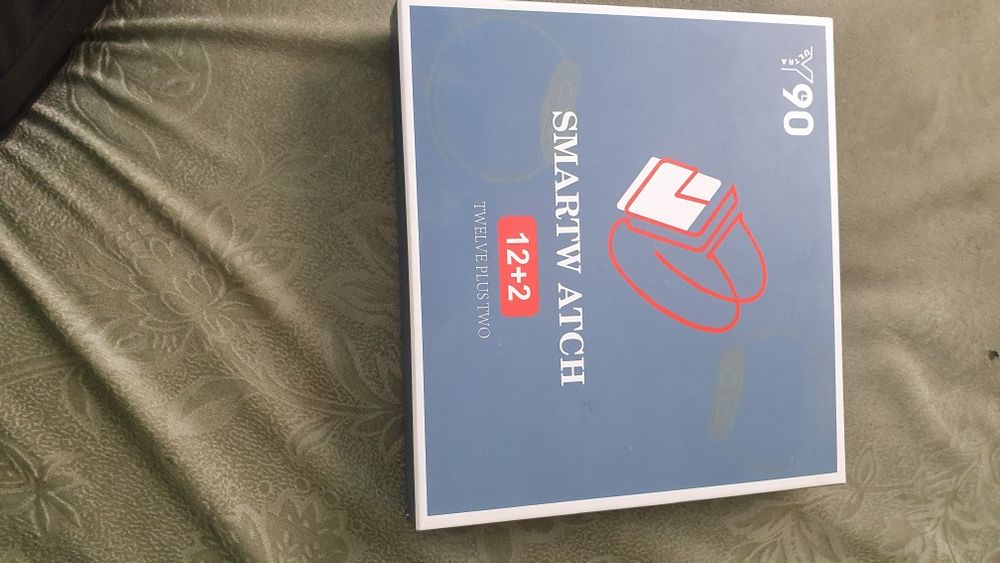 Y90
ULTRA
SMARTW ATCH
12+2
TWELVE PLUS TWO